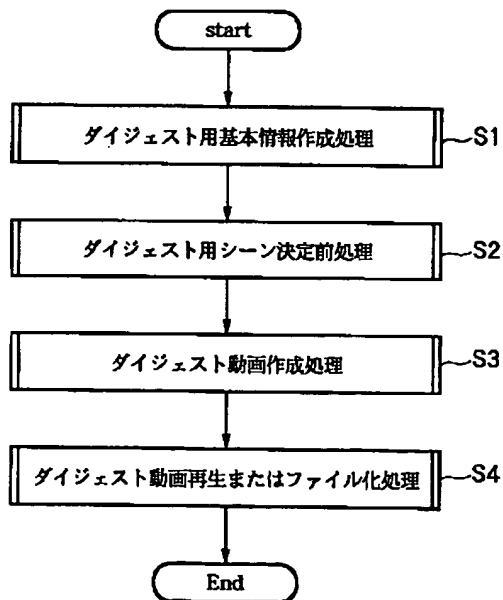 start
ダイジェスト用基本情報作成処理
S1
ダイジェスト用シーン決定前処理
S2
ダイジェスト動画作成処理
S3
ダイジェスト動画再生またはファイル化処理
S4
End